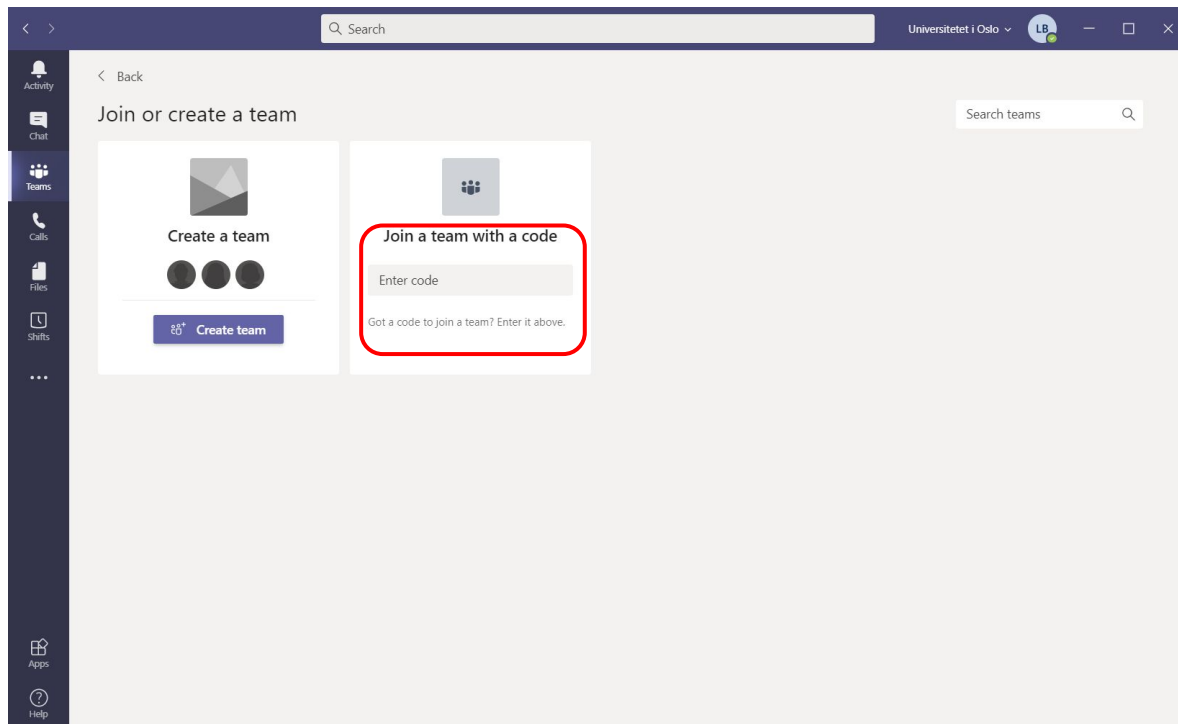 Search
Universitetet i Oslo
LB
Activity
Chat
Teams
Calls
Files
Shifts
Apps
Help
Back
Join or create a team
Search teams
Create a team
Create team
Join a team with a code
Enter code
Got a code to join a team? Enter it above.